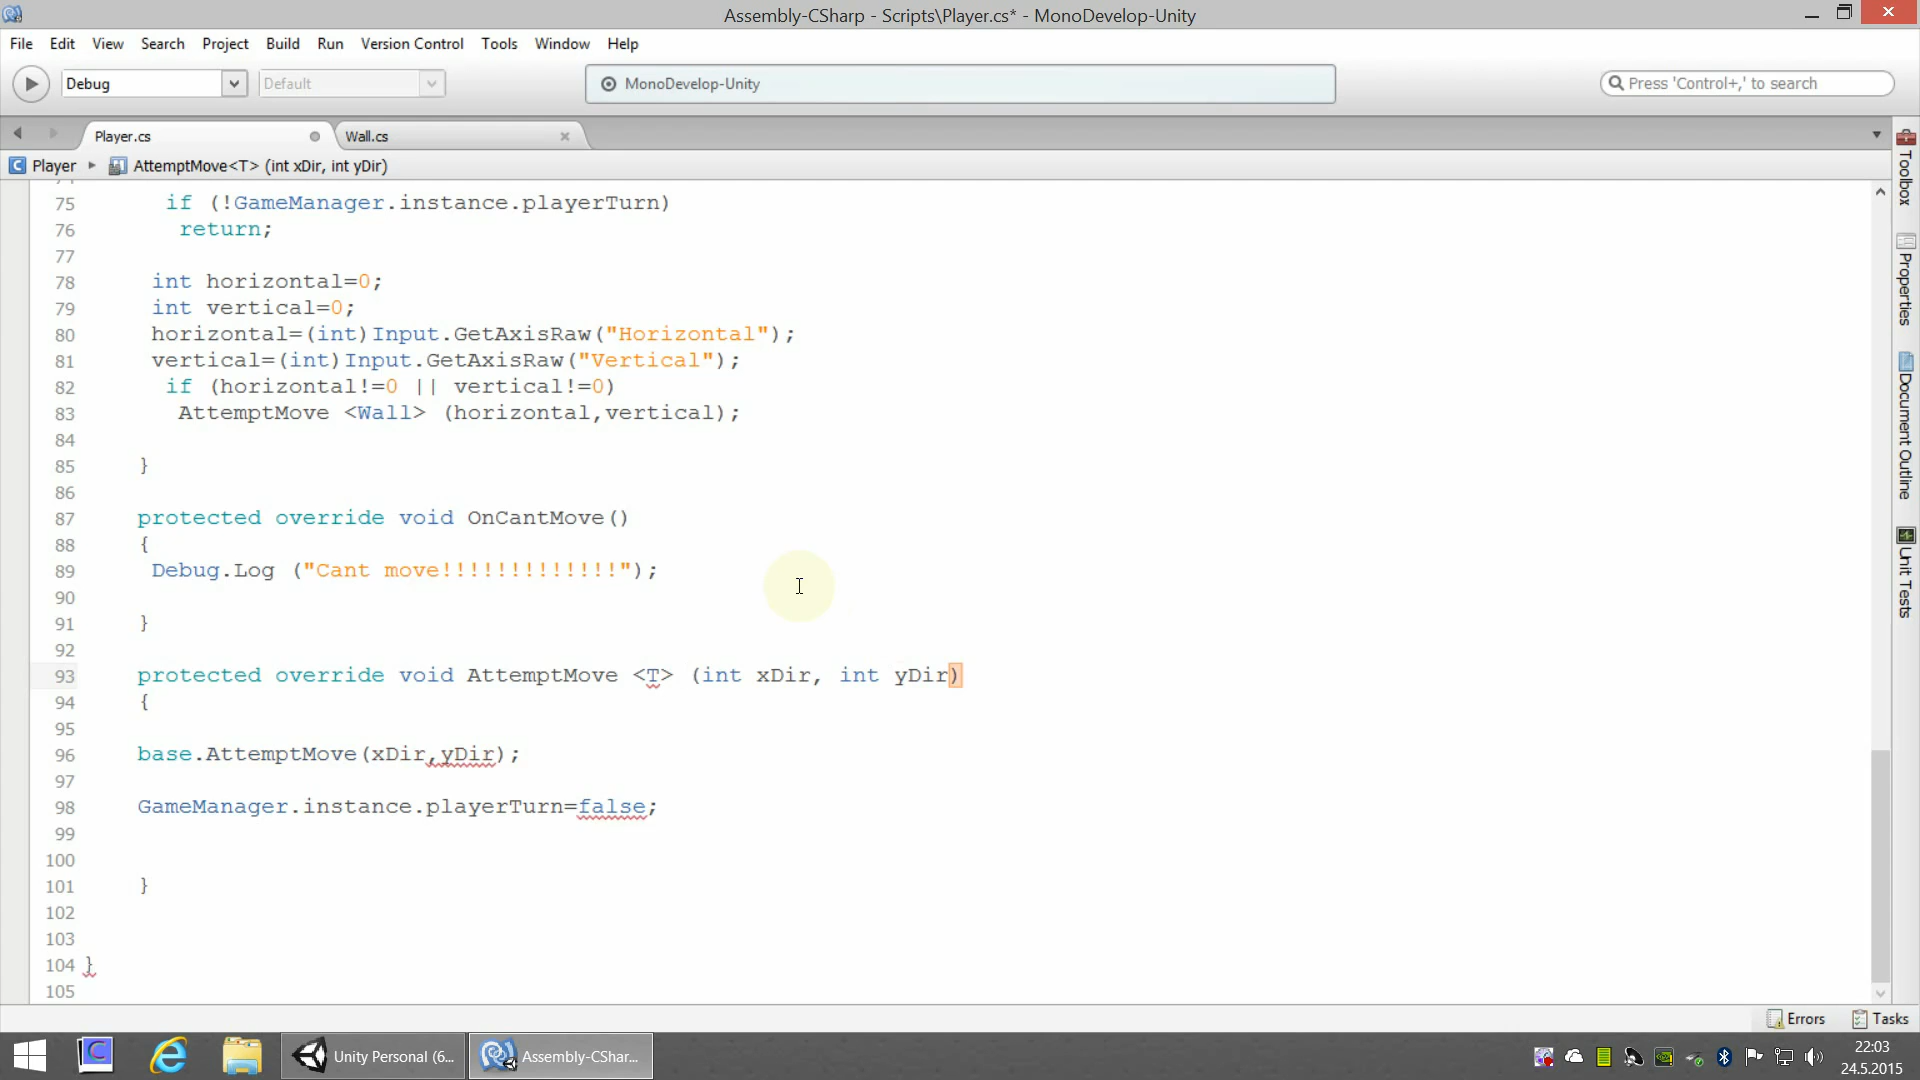 Assembly-CSharp - Scripts\Player.cs* - MonoDevelop-Unity
File Edit View Search Project Build Run Version Control Tools Window Help
Debug Default MonoDevelop-Unity Press 'Control+,' to search
Player.cs Wall.cs
Player AttemptMove<T> (int xDir, int yDir)
75 if (!GameManager.instance.playerTurn)
76 return;
77
78 int horizontal=0;
79 int vertical=0;
80 horizontal=(int)Input.GetAxisRaw("Horizontal");
81 vertical=(int)Input.GetAxisRaw("Vertical");
82 if (horizontal!=0 || vertical!=0)
83 AttemptMove <Wall> (horizontal,vertical);
84
85 }
86
87 protected override void OnCantMove()
88 {
89 Debug.Log ("Cant move!!!!!!!!!!!!!");
90
91 }
92
93 protected override void AttemptMove <T> (int xDir, int yDir)
94 {
95
96 base.AttemptMove(xDir,yDir);
97
98 GameManager.instance.playerTurn=false;
99
100
101 }
102
103
104 }
105
Toolbox
Properties
Document Outline
Unit Tests
Errors Tasks
Unity Personal (6... Assembly-CShar...
22:03
24.5.2015